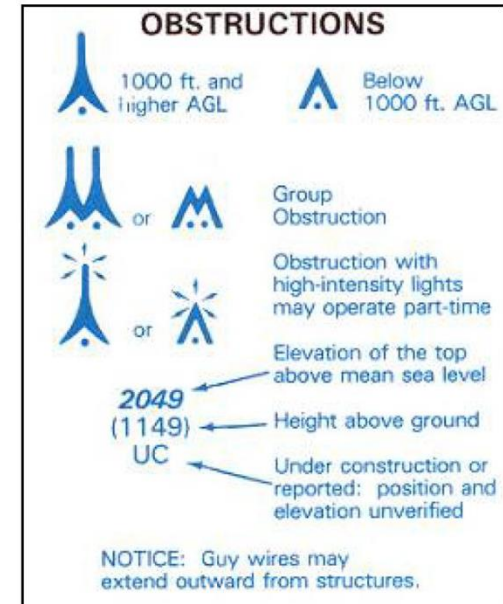 OBSTRUCTIONS
1000 ft. and
higher AGL
Below
1000 ft. AGL
or
Group
Obstruction
Obstruction with
high-intensity lights
may operate part-time
or
Elevation of the top
above mean sea level
2049
(1149)
Height above ground
UC
Under construction or
reported: position and
elevation unverified
NOTICE: Guy wires may
extend outward from structures.